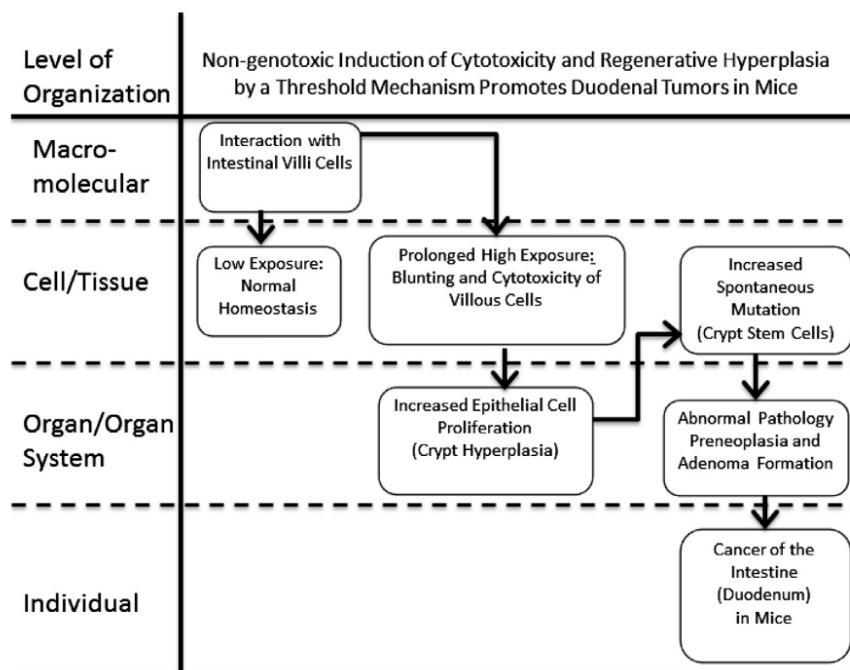 Level of
Organization
Non-genotoxic Induction of Cytotoxicity and Regenerative Hyperplasia
by a Threshold Mechanism Promotes Duodenal Tumors in Mice
Macro-
molecular
Interaction with
Intestinal Villi Cells
Cell/Tissue
Low Exposure:
Normal
Homeostasis
Prolonged High Exposure:
Blunting and Cytotoxicity of
Villous Cells
Increased
Spontaneous
Mutation
(Crypt Stem Cells)
Organ/Organ
System
Increased Epithelial Cell
Proliferation
(Crypt Hyperplasia)
Abnormal Pathology
Preneoplasia and
Adenoma Formation
Individual
Cancer of the
Intestine
(Duodenum)
in Mice